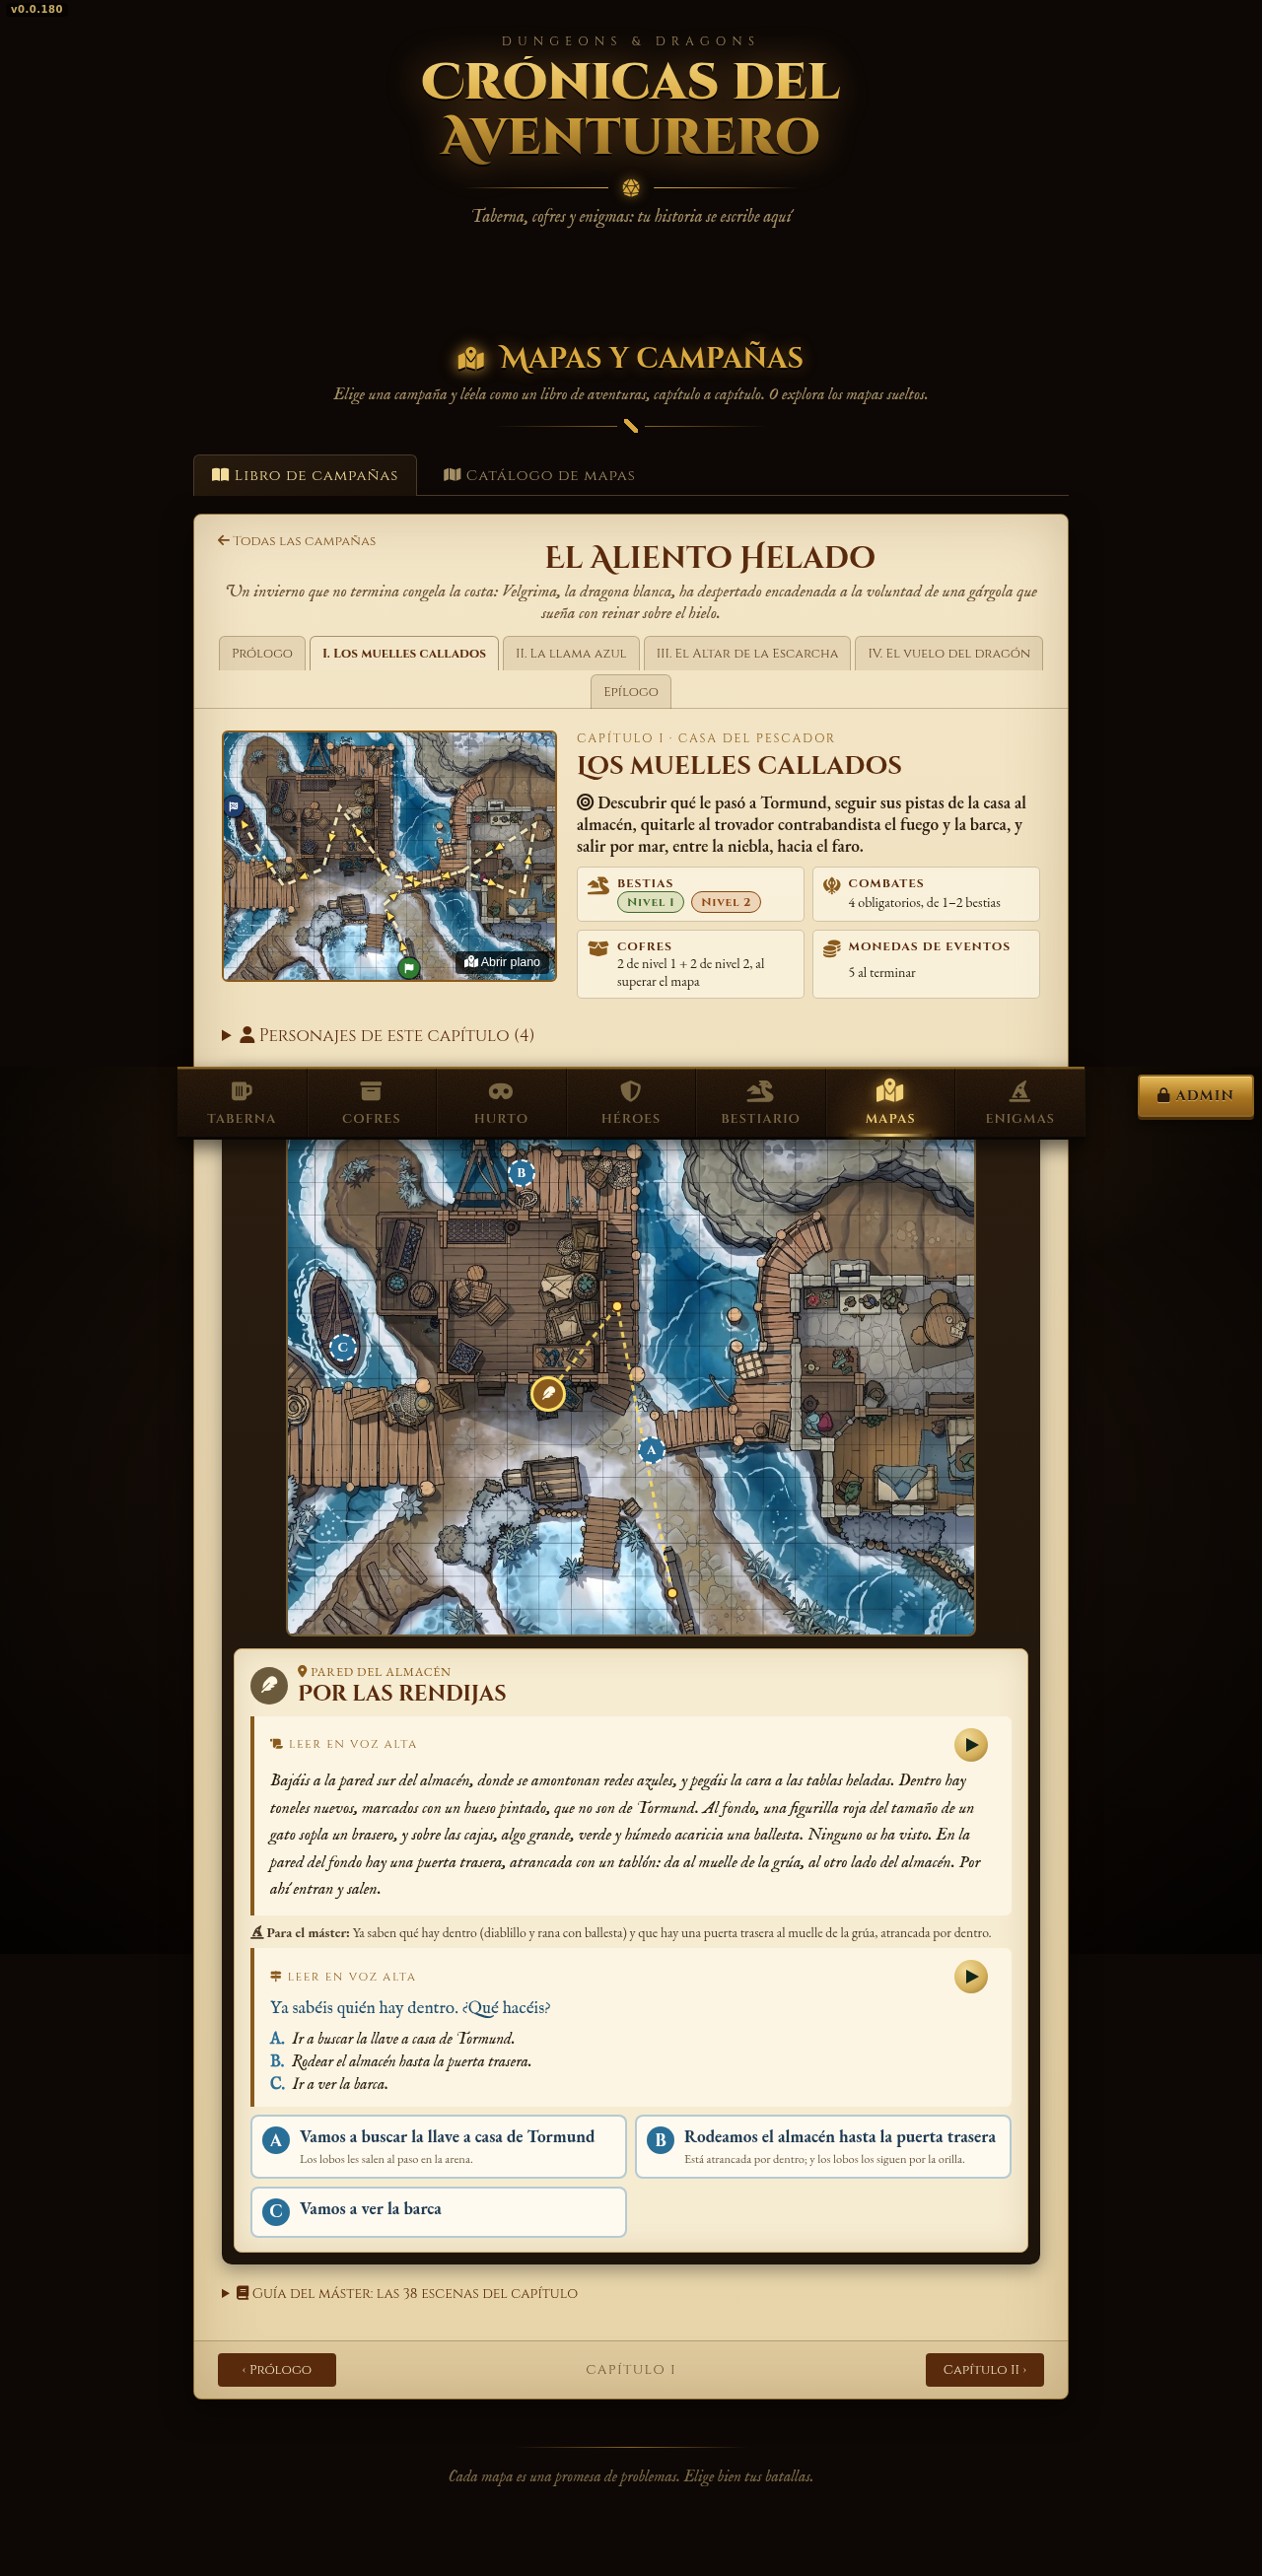 v0.0.180
DUNGEONS & DRAGONS
CRÓNICAS DEL
AVENTURERO
Taberna, cofres y enigmas: tu historia se escribe aquí
MAPAS Y CAMPAÑAS
Elige una campaña y léela como un libro de aventuras, capítulo a capítulo. O explora los mapas sueltos.
LIBRO DE CAMPAÑAS
CATÁLOGO DE MAPAS
← TODAS LAS CAMPAÑAS
EL ALIENTO HELADO
Un invierno que no termina congela la costa: Velgrima, la dragona blanca, ha despertado encadenada a la voluntad de una gárgola que
sueña con reinar sobre el hielo.
PRÓLOGO
I. LOS MUELLES CALLADOS
II. LA LLAMA AZUL
III. EL ALTAR DE LA ESCARCHA
IV. EL VUELO DEL DRAGÓN
EPÍLOGO
CAPÍTULO I · CASA DEL PESCADOR
LOS MUELLES CALLADOS
Descubrir qué le pasó a Tormund, seguir sus pistas de la casa al
almacén, quitarle al trovador contrabandista el fuego y la barca, y
salir por mar, entre la niebla, hacia el faro.
BESTIAS
NIVEL 1
NIVEL 2
COMBATES
4 obligatorios, de 1–2 bestias
COFRES
2 de nivel 1 + 2 de nivel 2, al
superar el mapa
MONEDAS DE EVENTOS
5 al terminar
Abrir plano
PERSONAJES DE ESTE CAPÍTULO (4)
TABERNA
COFRES
HURTO
HÉROES
BESTIARIO
MAPAS
ENIGMAS
ADMIN
B
C
A
PARED DEL ALMACÉN
POR LAS RENDIJAS
LEER EN VOZ ALTA
Bajáis a la pared sur del almacén, donde se amontonan redes azules, y pegáis la cara a las tablas heladas. Dentro hay
toneles nuevos, marcados con un hueso pintado, que no son de Tormund. Al fondo, una figurilla roja del tamaño de un
gato sopla un brasero, y sobre las cajas, algo grande, verde y húmedo acaricia una ballesta. Ninguno os ha visto. En la
pared del fondo hay una puerta trasera, atrancada con un tablón: da al muelle de la grúa, al otro lado del almacén. Por
ahí entran y salen.
Para el máster: Ya saben qué hay dentro (diablillo y rana con ballesta) y que hay una puerta trasera al muelle de la grúa, atrancada por dentro.
LEER EN VOZ ALTA
Ya sabéis quién hay dentro. ¿Qué hacéis?
A. Ir a buscar la llave a casa de Tormund.
B. Rodear el almacén hasta la puerta trasera.
C. Ir a ver la barca.
A Vamos a buscar la llave a casa de Tormund
Los lobos les salen al paso en la arena.
B Rodeamos el almacén hasta la puerta trasera
Está atrancada por dentro; y los lobos los siguen por la orilla.
C Vamos a ver la barca
GUÍA DEL MÁSTER: LAS 38 ESCENAS DEL CAPÍTULO
‹ PRÓLOGO
CAPÍTULO I
CAPÍTULO II ›
Cada mapa es una promesa de problemas. Elige bien tus batallas.